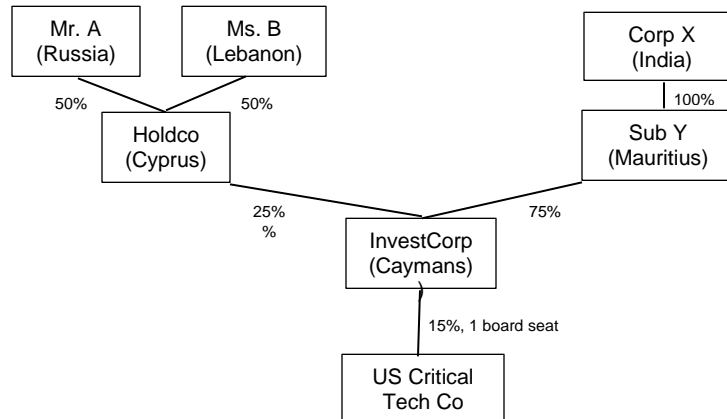 Mr. A
(Russia)
Ms. B
(Lebanon)
Corp X
(India)
50%
50%
100%
Holdco
(Cyprus)
Sub Y
(Mauritius)
25%
%
75%
InvestCorp
(Caymans)
15%, 1 board seat
US Critical
Tech Co